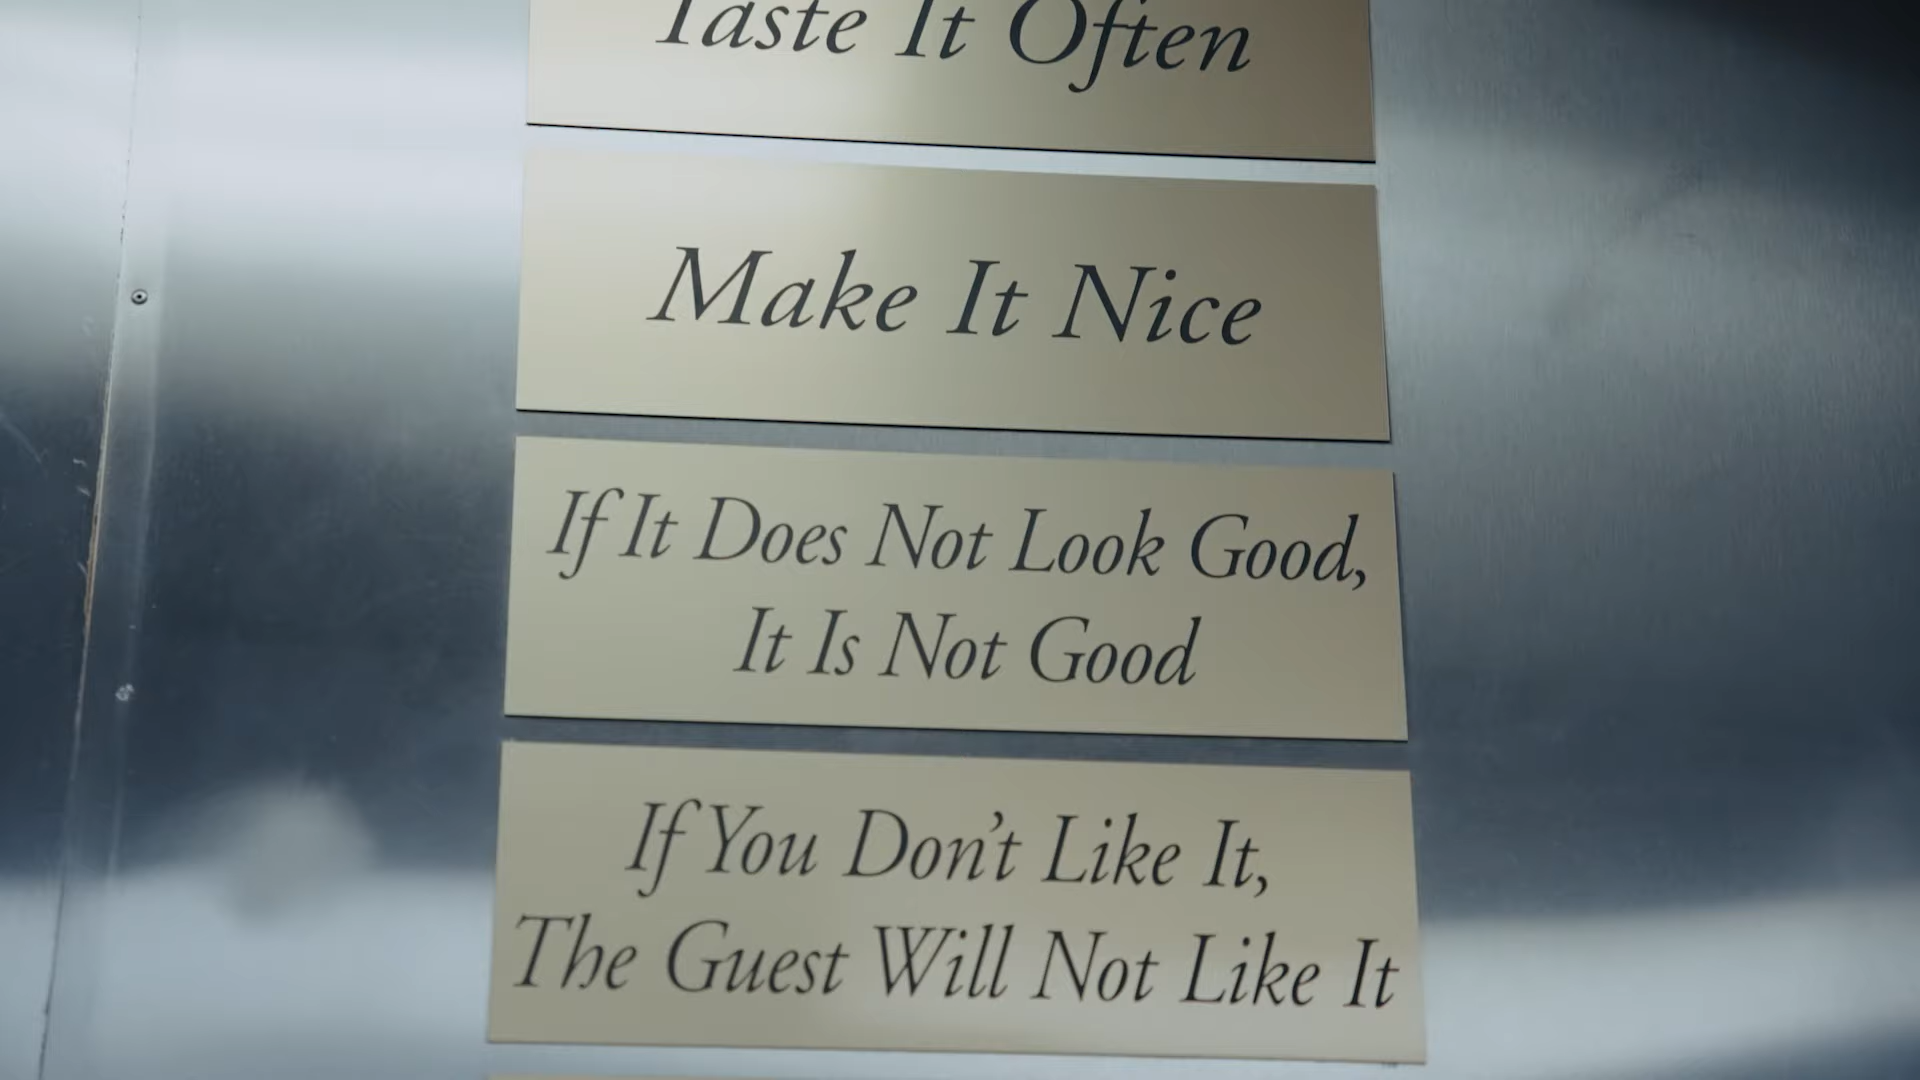 Taste It Often
Make It Nice
If It Does Not Look Good,
It Is Not Good
If You Don’t Like It,
The Guest Will Not Like It